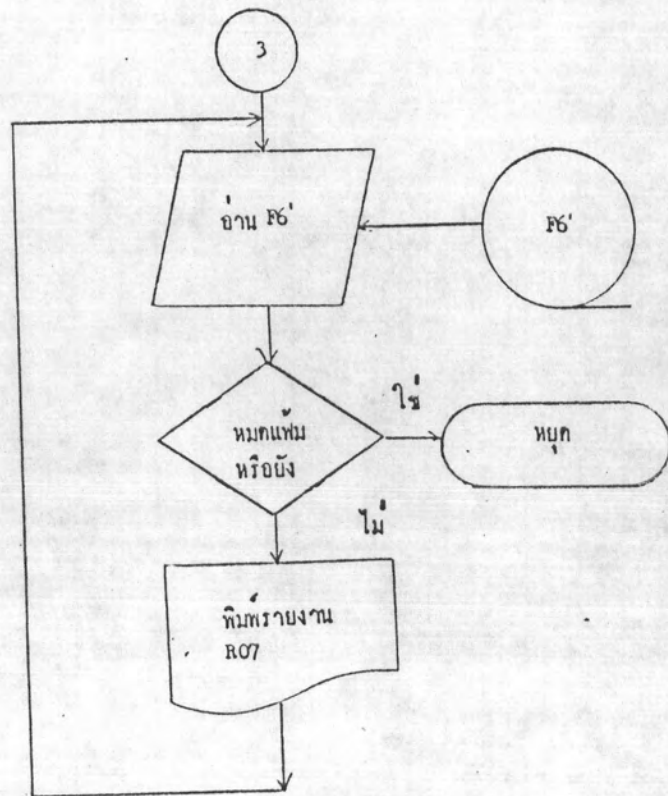 3
อ่าน F6'
F6'
หมดแฟ้ม
หรือยัง
ใช่
หยุด
ไม่
พิมพ์รายงาน
R07